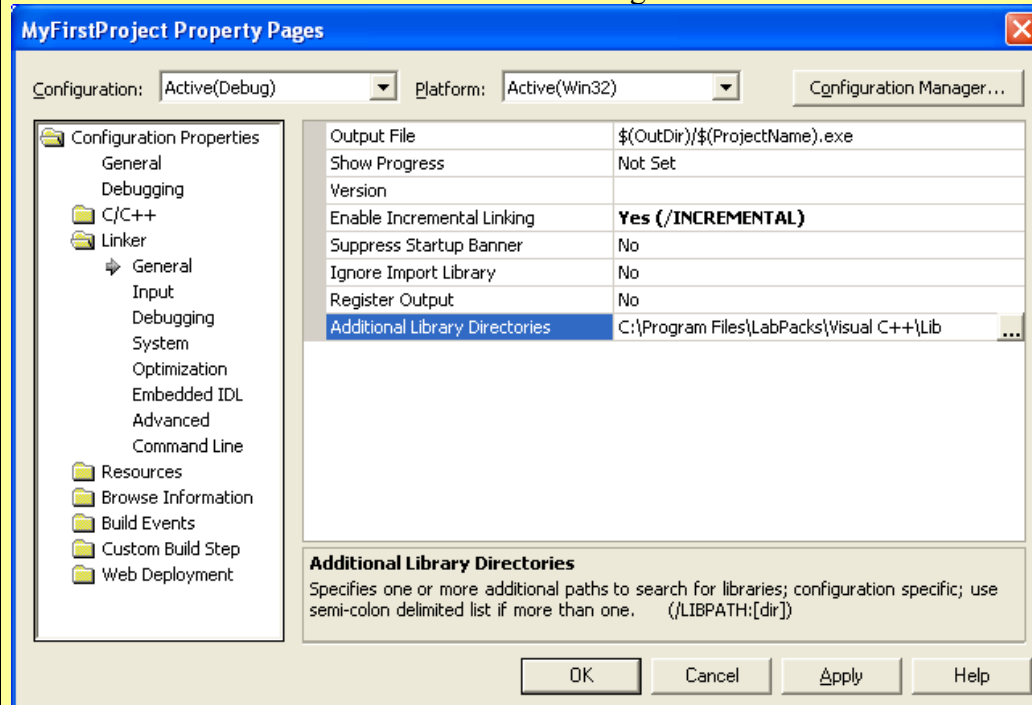 MyFirstProject Property Pages
Configuration: Active(Debug) Platform: Active(Win32) Configuration Manager...
Configuration Properties
General
Debugging
C/C++
Linker
General
Input
Debugging
System
Optimization
Embedded IDL
Advanced
Command Line
Resources
Browse Information
Build Events
Custom Build Step
Web Deployment
Output File $(OutDir)/$(ProjectName).exe
Show Progress Not Set
Version
Enable Incremental Linking Yes (/INCREMENTAL)
Suppress Startup Banner No
Ignore Import Library No
Register Output No
Additional Library Directories C:\Program Files\LabPacks\Visual C++\Lib ...
Additional Library Directories
Specifies one or more additional paths to search for libraries; configuration specific; use
semi-colon delimited list if more than one. (/LIBPATH:[dir])
OK Cancel Apply Help